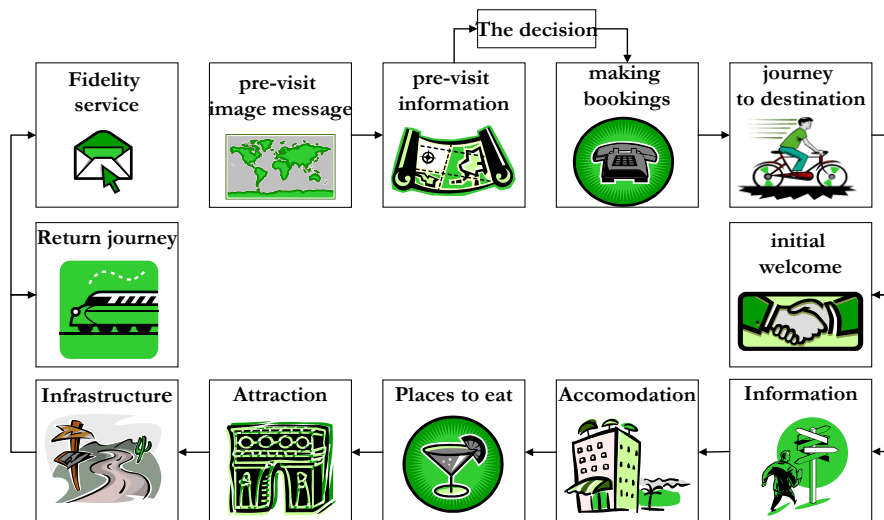 The decision
Fidelity
service
pre-visit
image message
pre-visit
information
making
bookings
journey
to destination
Return journey
initial
welcome
Infrastructure
Attraction
Places to eat
Accomodation
Information